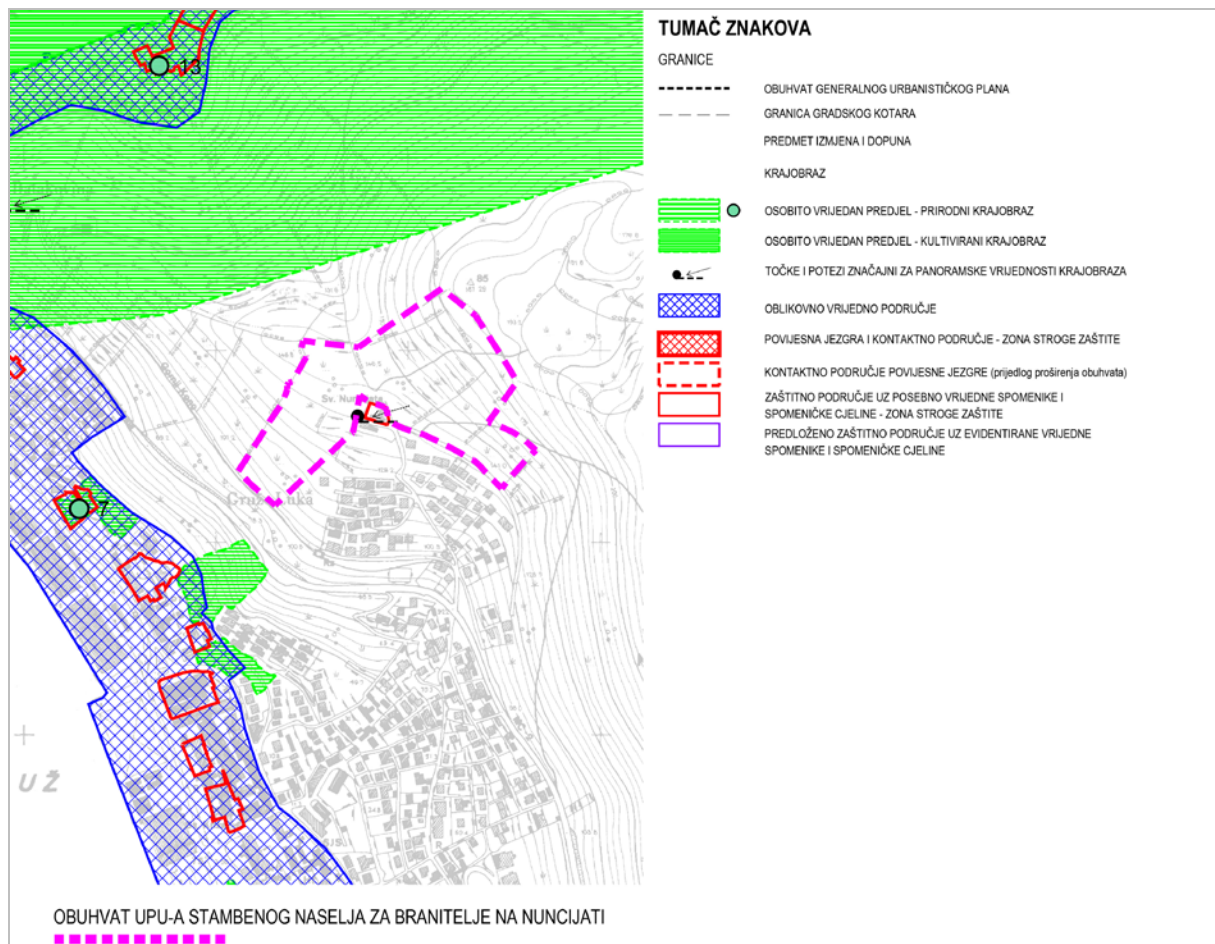 13
7
Sv. Nuncijata
Gruž Luka
UŽ
TUMAČ ZNAKOVA
GRANICE
OBUHVAT GENERALNOG URBANISTIČKOG PLANA
GRANICA GRADSKOG KOTARA
PREDMET IZMJENA I DOPUNA
KRAJOBRAZ
OSOBITO VRIJEDAN PREDJEL - PRIRODNI KRAJOBRAZ
OSOBITO VRIJEDAN PREDJEL - KULTIVIRANI KRAJOBRAZ
TOČKE I POTEZI ZNAČAJNI ZA PANORAMSKE VRIJEDNOSTI KRAJOBRAZA
OBLIKOVNO VRIJEDNO PODRUČJE
POVIJESNA JEZGRA I KONTAKTNO PODRUČJE - ZONA STROGE ZAŠTITE
KONTAKTNO PODRUČJE POVIJESNE JEZGRE (prijedlog proširenja obuhvata)
ZAŠTITNO PODRUČJE UZ POSEBNO VRIJEDNE SPOMENIKE I
SPOMENIČKE CJELINE - ZONA STROGE ZAŠTITE
PREDLOŽENO ZAŠTITNO PODRUČJE UZ EVIDENTIRANE VRIJEDNE
SPOMENIKE I SPOMENIČKE CJELINE
OBUHVAT UPU-A STAMBENOG NASELJA ZA BRANITELJE NA NUNCIJATI